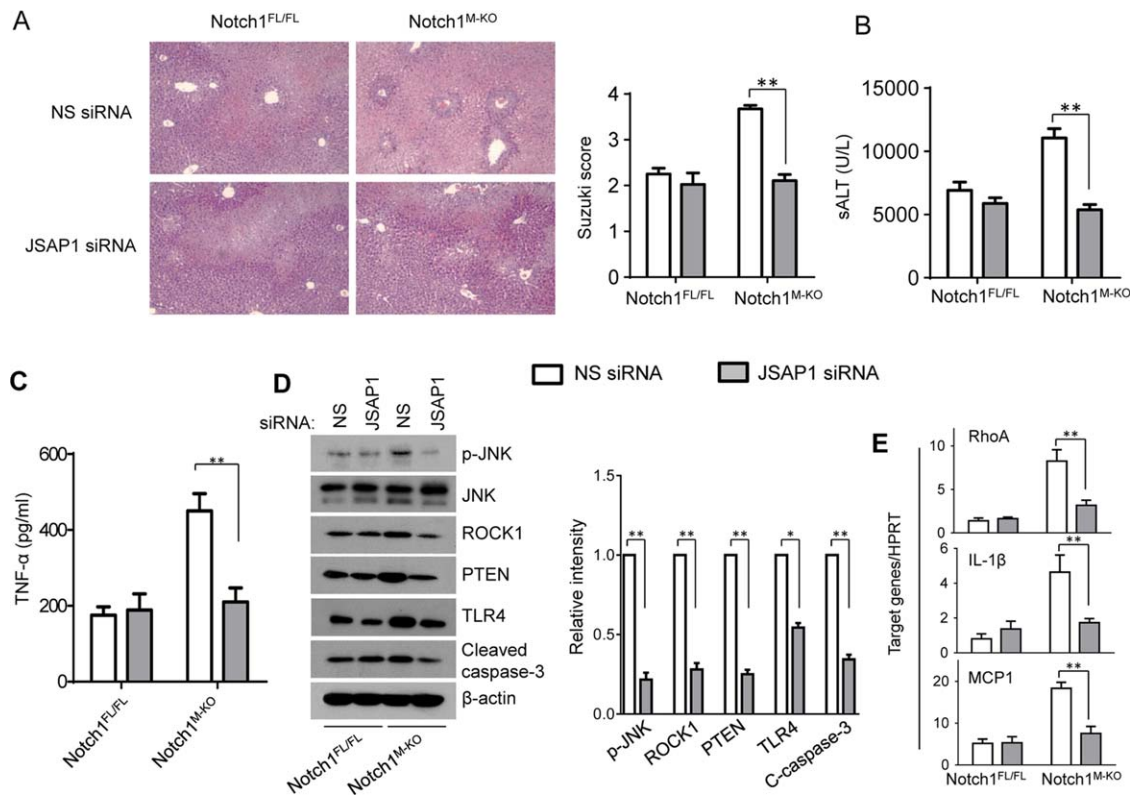 A
Notch1FL/FL
Notch1M-KO
NS siRNA
JSAP1 siRNA
Suzuki score
4
3
2
1
0
**
Notch1FL/FL
Notch1M-KO
B
sALT (U/L)
15000
10000
5000
0
**
Notch1FL/FL
Notch1M-KO
NS siRNA
JSAP1 siRNA
C
TNF-α (pg/ml)
600
400
200
0
**
Notch1FL/FL
Notch1M-KO
D
siRNA:
NS
JSAP1
NS
JSAP1
p-JNK
JNK
ROCK1
PTEN
TLR4
Cleaved
caspase-3
β-actin
Notch1FL/FL
Notch1M-KO
Relative intensity
1.5
1.0
0.5
0.0
**
**
**
*
**
p-JNK
ROCK1
PTEN
TLR4
C-caspase-3
E
Target genes/HPRT
RhoA
10
5
0
**
IL-1β
6
4
2
0
**
MCP1
20
10
0
**
Notch1FL/FL
Notch1M-KO